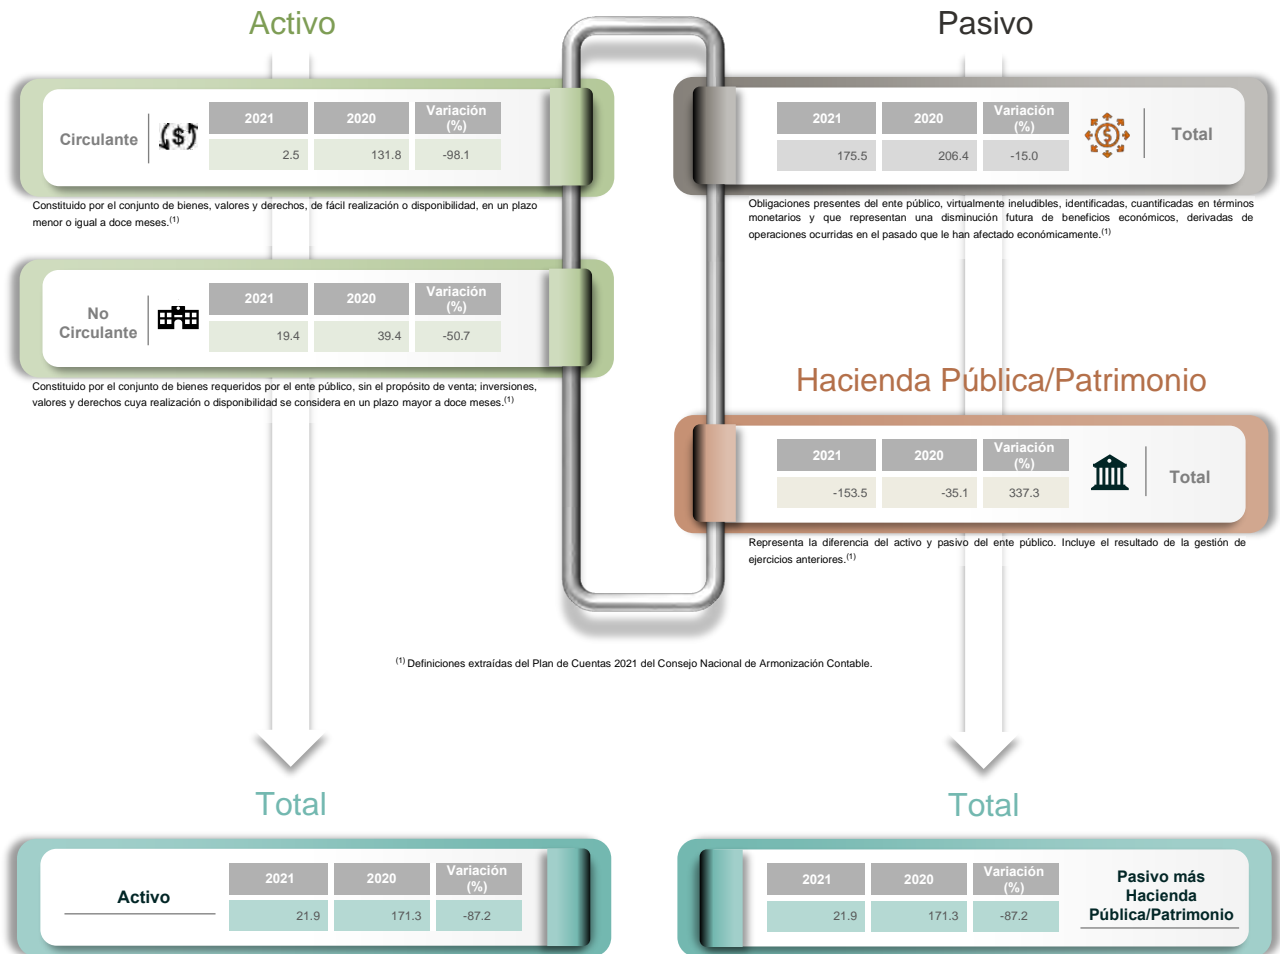 Activo
Circulante
2021 2020 Variación
(%)
2.5 131.8 -98.1
Constituido por el conjunto de bienes, valores y derechos, de fácil realización o disponibilidad, en un plazo
menor o igual a doce meses.(1)
No
Circulante
2021 2020 Variación
(%)
19.4 39.4 -50.7
Constituido por el conjunto de bienes requeridos por el ente público, sin el propósito de venta; inversiones,
valores y derechos cuya realización o disponibilidad se considera en un plazo mayor a doce meses.(1)
Pasivo
2021 2020 Variación
(%)
175.5 206.4 -15.0
Total
Obligaciones presentes del ente público, virtualmente ineludibles, identificadas, cuantificadas en términos
monetarios y que representan una disminución futura de beneficios económicos, derivadas de
operaciones ocurridas en el pasado que le han afectado económicamente.(1)
Hacienda Pública/Patrimonio
2021 2020 Variación
(%)
-153.5 -35.1 337.3
Total
Representa la diferencia del activo y pasivo del ente público. Incluye el resultado de la gestión de
ejercicios anteriores.(1)
(1) Definiciones extraídas del Plan de Cuentas 2021 del Consejo Nacional de Armonización Contable.
Total
Activo
2021 2020 Variación
(%)
21.9 171.3 -87.2
Total
2021 2020 Variación
(%)
21.9 171.3 -87.2
Pasivo más
Hacienda
Pública/Patrimonio